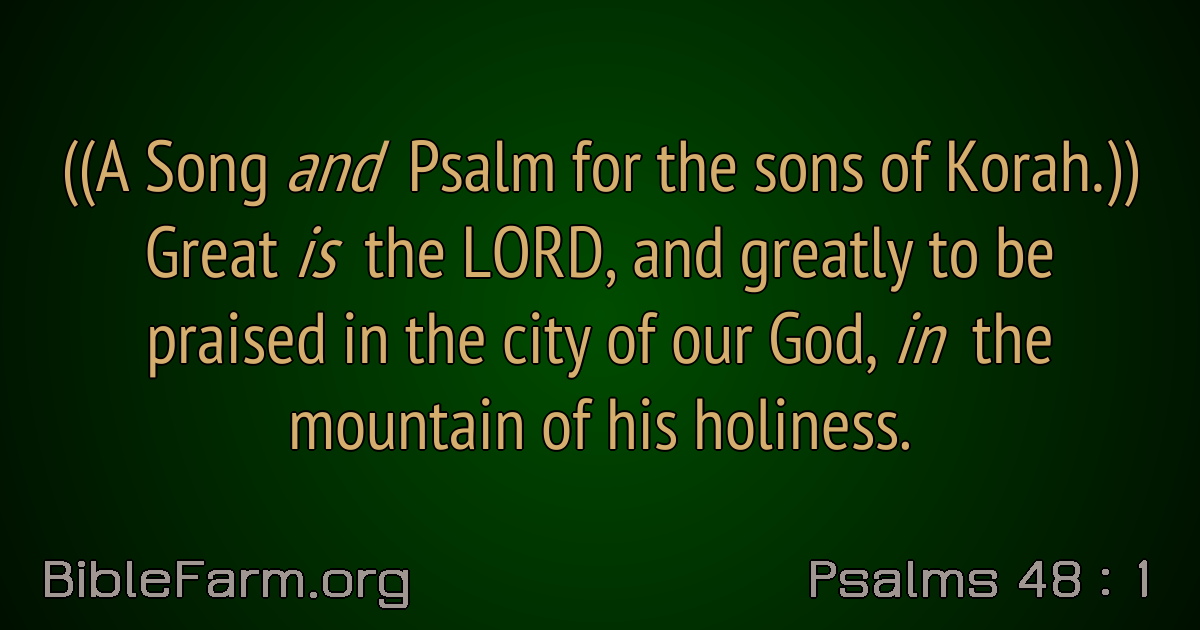 ((A Song and Psalm for the sons of Korah.))
Great is the LORD, and greatly to be
praised in the city of our God, in the
mountain of his holiness.
BibleFarm.org
Psalms 48 : 1